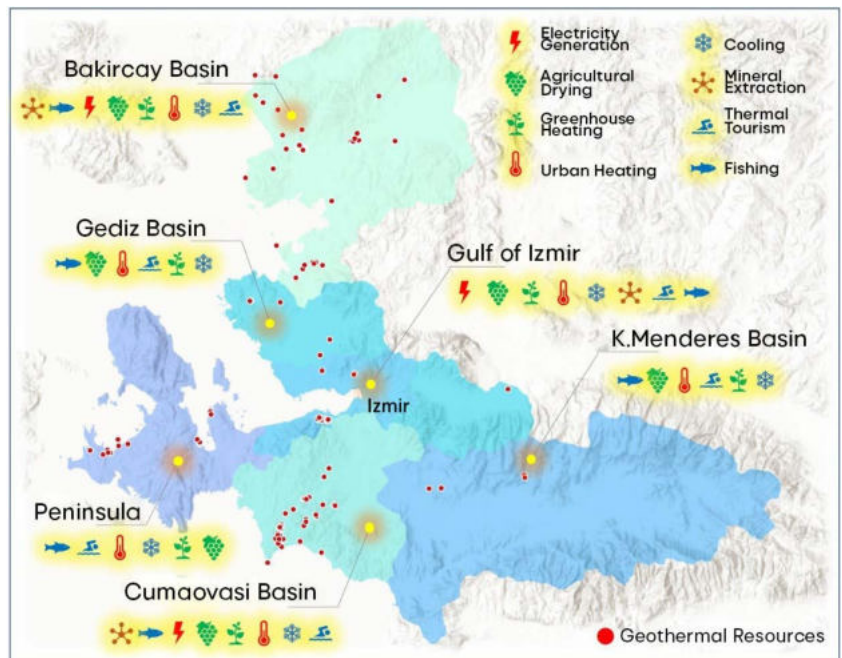 Electricity
Generation
Cooling
Agricultural
Drying
Mineral
Extraction
Greenhouse
Heating
Thermal
Tourism
Urban Heating
Fishing
Bakircay Basin
Gediz Basin
Gulf of Izmir
K.Menderes Basin
Izmir
Peninsula
Cumaovasi Basin
Geothermal Resources